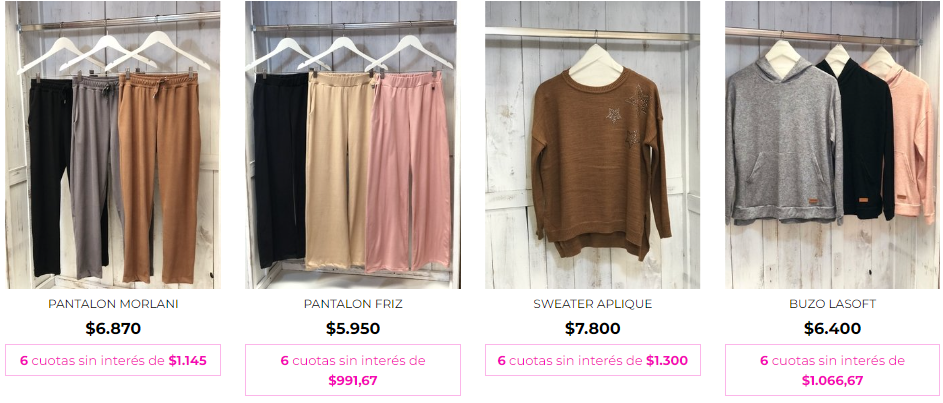 PANTALON MORLANI
$6.870
6 cuotas sin interés de $1.145
PANTALON FRIZ
$5.950
6 cuotas sin interés de
$991,67
SWEATER APLIQUE
$7.800
6 cuotas sin interés de $1.300
BUZO LASOFT
$6.400
6 cuotas sin interés de
$1.066,67